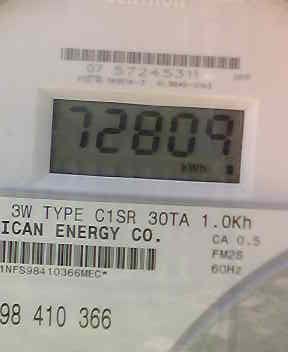 07 57245311
72809
kWh
3W TYPE C1SR 30TA 1.0Kh
ICAN ENERGY CO.
CA 0.5
FM2S
60Hz
1NFS98410366MEC*
98 410 366